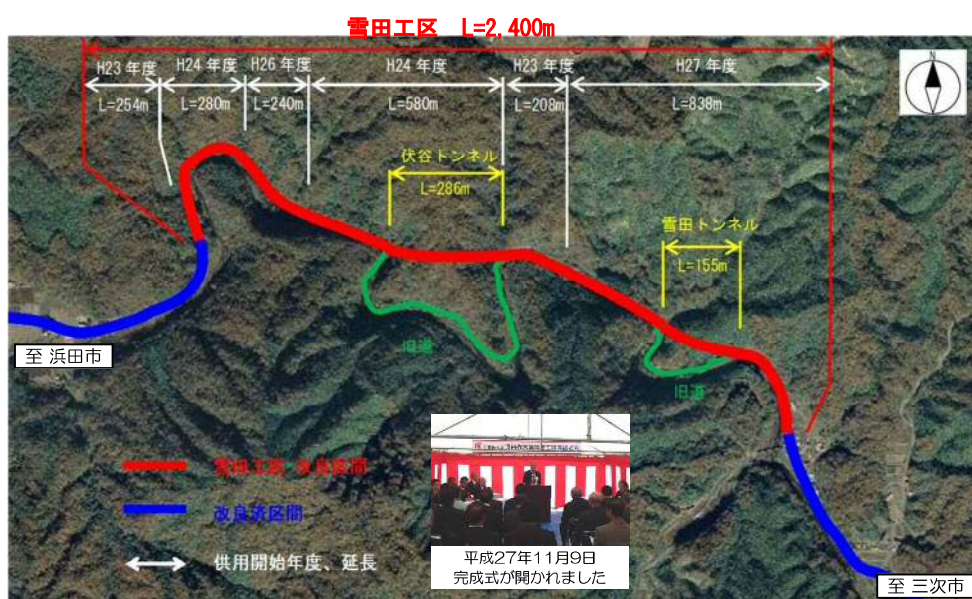 雪田工区 L=2,400m
H23 年度
H24 年度
H26 年度
H24 年度
H23 年度
H27 年度
L=254m
L=280m
L=240m
L=580m
L=208m
L=838m
N
伏谷トンネル
L=286m
雪田トンネル
L=155m
旧道
旧道
至 浜田市
雪田工区 改良区間
改良済区間
供用開始年度、延長
平成27年11月9日
完成式が開かれました
至 三次市